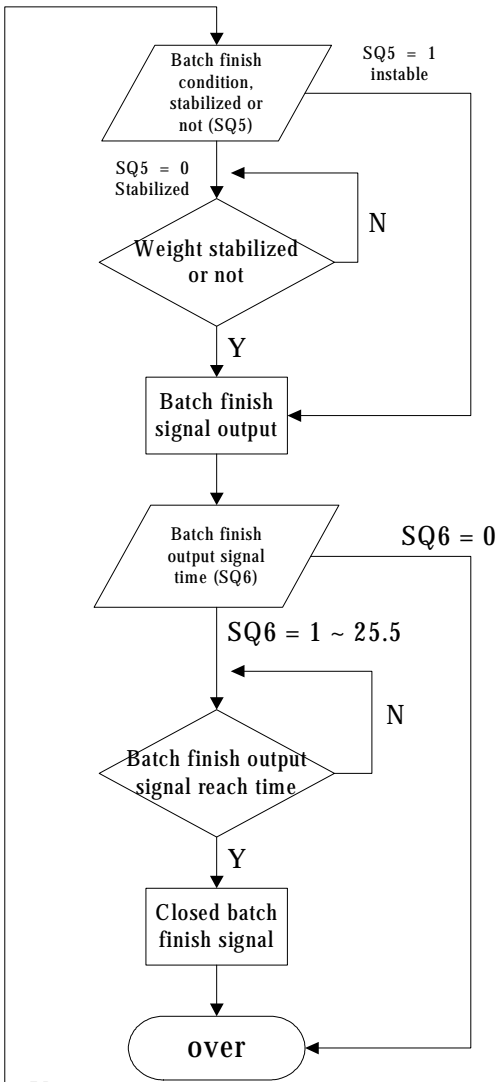 Batch finish
condition,
stabilized or
not (SQ5)
SQ5 = 1
instable
SQ5 = 0
Stabilized
N
Weight stabilized
or not
Y
Batch finish
signal output
Batch finish
output signal
time (SQ6)
SQ6 = 0
SQ6 = 1 ~ 25.5
N
Batch finish output
signal reach time
Y
Closed batch
finish signal
over